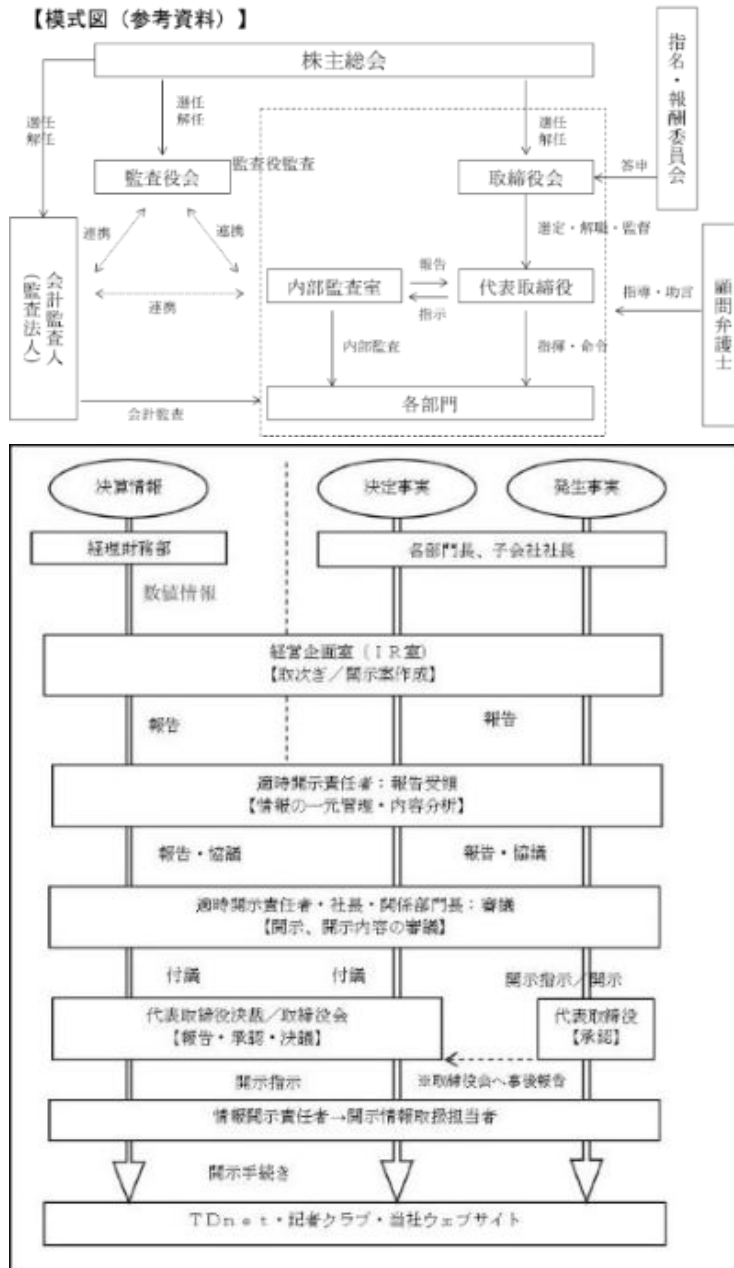 【模式図（参考資料）】
株主総会
指名・報酬委員会
選任
解任
選任
解任
選任
解任
監査役会
監査役監査
取締役会
答申
連携
連携
選定・解職・監督
会計監査人
（監査法人）
連携
内部監査室
報告
指示
代表取締役
指導・助言
顧問弁護士
内部監査
指揮・命令
会計監査
各部門
決算情報
決定事実
発生事実
経理財務部
各部門長、子会社社長
数値情報
経営企画室（ＩＲ室）
【取次ぎ／開示案作成】
報告
報告
適時開示責任者：報告受領
【情報の一元管理・内容分析】
報告・協議
報告・協議
適時開示責任者・社長・関係部門長：審議
【開示、開示内容の審議】
付議
付議
開示指示／開示
代表取締役決裁／取締役会
【報告・承認・決議】
代表取締役
【承認】
開示指示
※取締役会へ事後報告
情報開示責任者→開示情報取扱担当者
開示手続き
ＴＤｎｅｔ・記者クラブ・当社ウェブサイト